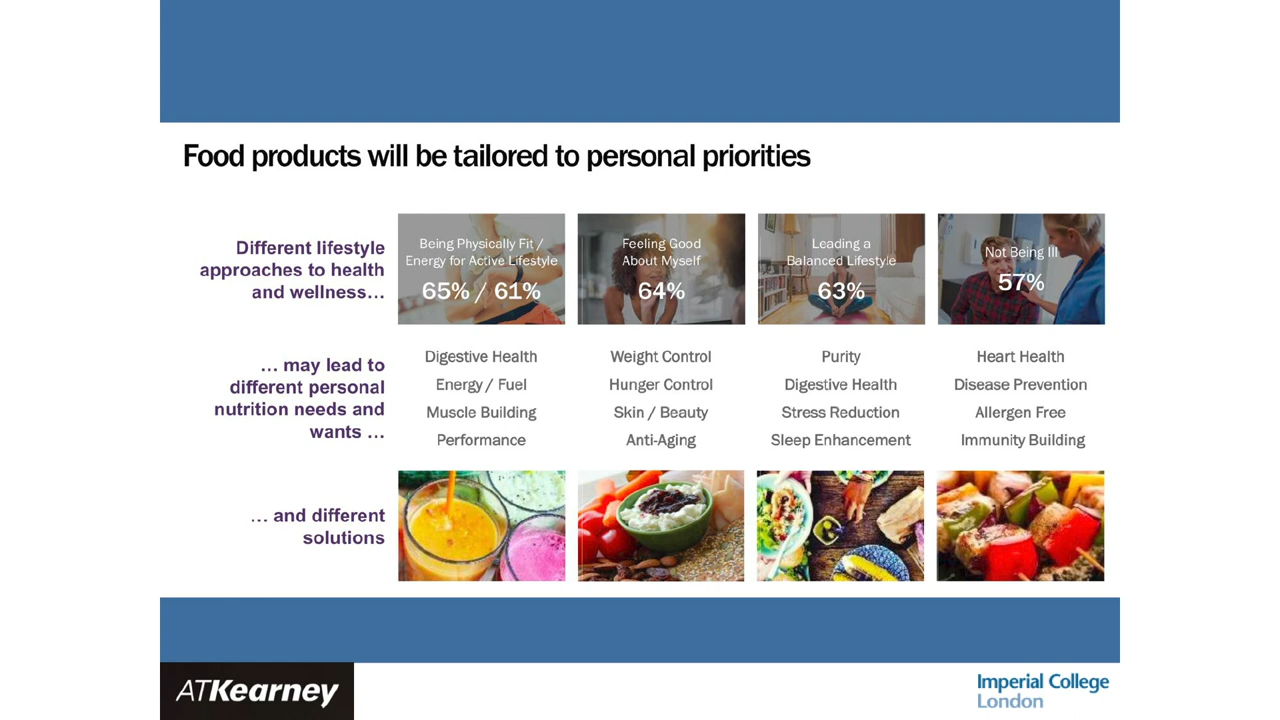 Food products will be tailored to personal priorities
Different lifestyle
approaches to health
and wellness…
Being Physically Fit /
Energy for Active Lifestyle
65% / 61%
Feeling Good
About Myself
64%
Leading a
Balanced Lifestyle
63%
Not Being Ill
57%
… may lead to
different personal
nutrition needs and
wants …
Digestive Health
Energy / Fuel
Muscle Building
Performance
Weight Control
Hunger Control
Skin / Beauty
Anti-Aging
Purity
Digestive Health
Stress Reduction
Sleep Enhancement
Heart Health
Disease Prevention
Allergen Free
Immunity Building
… and different
solutions
ATKearney
Imperial College
London